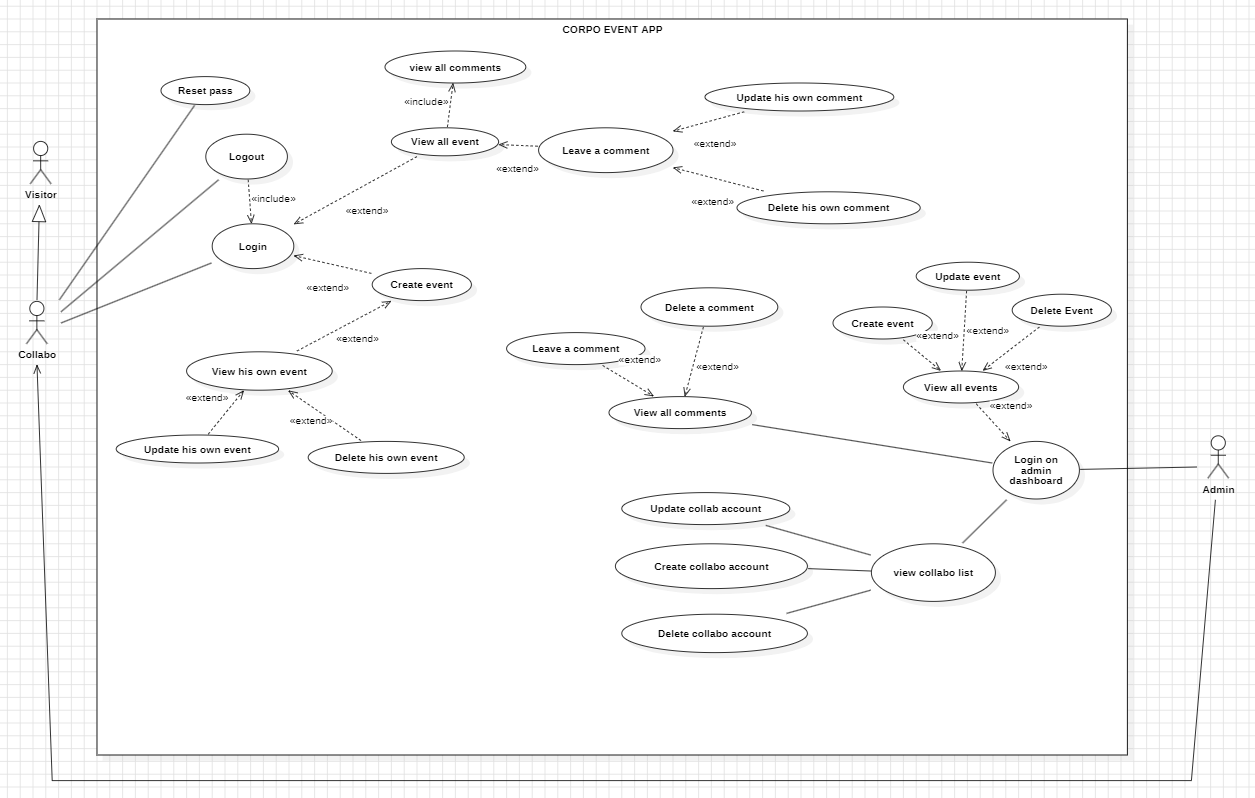 CORPO EVENT APP
view all comments
Reset pass
Update his own comment
«include»
View all event
Leave a comment
«extend»
Logout
«extend»
Visitor
«include»
«extend»
Delete his own comment
«extend»
Login
Update event
Create event
«extend»
Delete a comment
Delete Event
Create event
«extend»
«extend»
Collabo
«extend»
Leave a comment
«extend»
«extend»
«extend»
View his own event
View all events
«extend»
«extend»
View all comments
«extend»
Update his own event
Delete his own event
Login on
admin
dashboard
Admin
Update collab account
Create collabo account
view collabo list
Delete collabo account